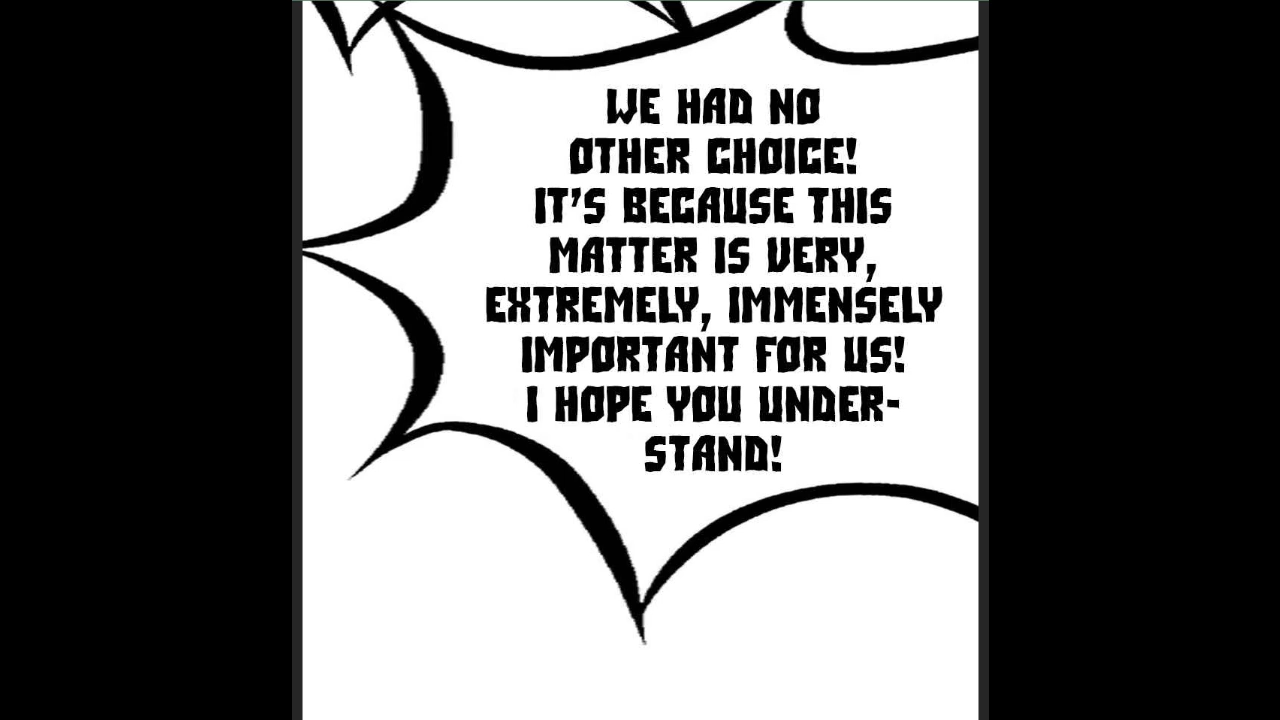 WE HAD NO
OTHER CHOICE!
IT'S BECAUSE THIS
MATTER IS VERY,
EXTREMELY, IMMENSELY
IMPORTANT FOR US!
I HOPE YOU UNDER-
STAND!